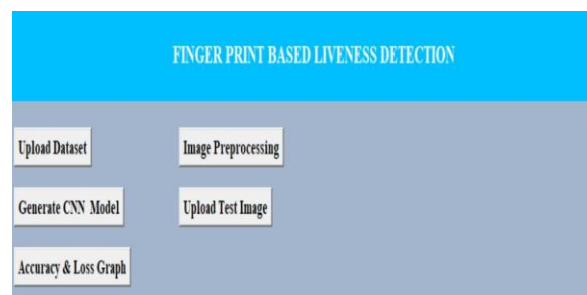 FINGER PRINT BASED LIVENESS DETECTION
Upload Dataset
Image Preprocessing
Generate CNN Model
Upload Test Image
Accuracy & Loss Graph